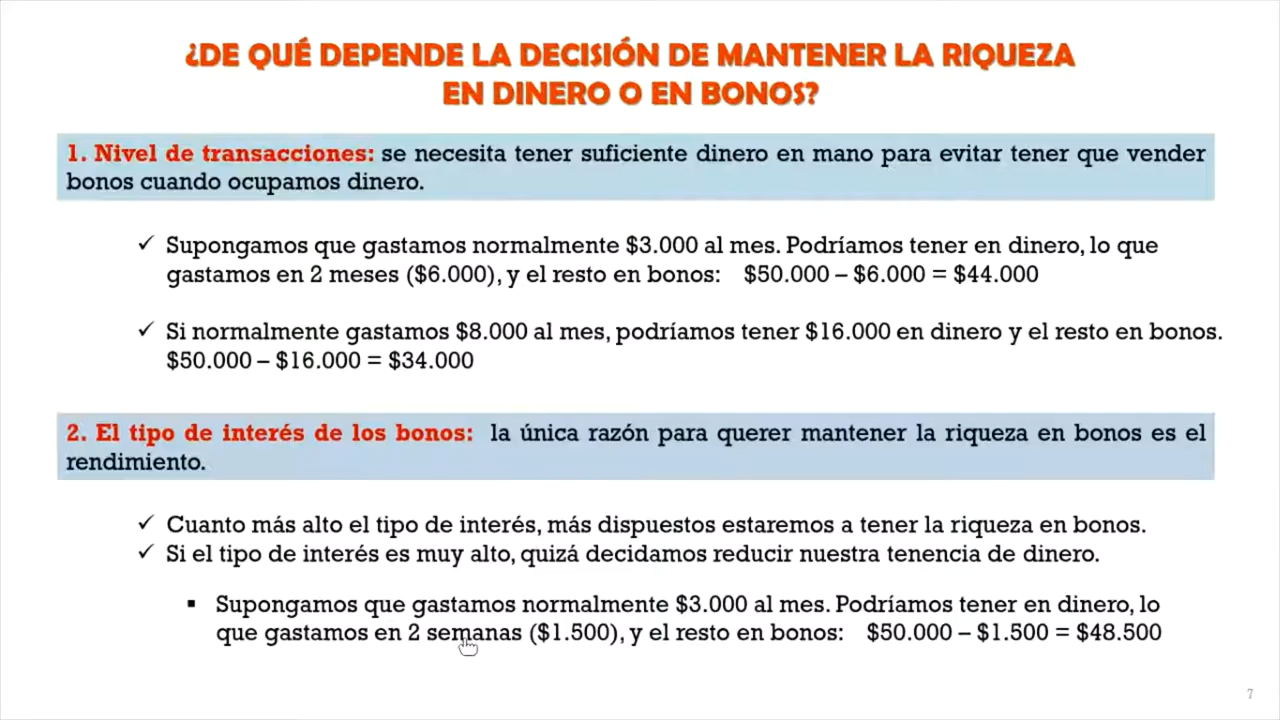 ¿DE QUÉ DEPENDE LA DECISIÓN DE MANTENER LA RIQUEZA
EN DINERO O EN BONOS?
1. Nivel de transacciones: se necesita tener suficiente dinero en mano para evitar tener que vender
bonos cuando ocupamos dinero.
✓ Supongamos que gastamos normalmente $3.000 al mes. Podríamos tener en dinero, lo que
gastamos en 2 meses ($6.000), y el resto en bonos: $50.000 – $6.000 = $44.000
✓ Si normalmente gastamos $8.000 al mes, podríamos tener $16.000 en dinero y el resto en bonos.
$50.000 – $16.000 = $34.000
2. El tipo de interés de los bonos: la única razón para querer mantener la riqueza en bonos es el
rendimiento.
✓ Cuanto más alto el tipo de interés, más dispuestos estaremos a tener la riqueza en bonos.
✓ Si el tipo de interés es muy alto, quizá decidamos reducir nuestra tenencia de dinero.
▪ Supongamos que gastamos normalmente $3.000 al mes. Podríamos tener en dinero, lo
que gastamos en 2 semanas ($1.500), y el resto en bonos: $50.000 – $1.500 = $48.500
7